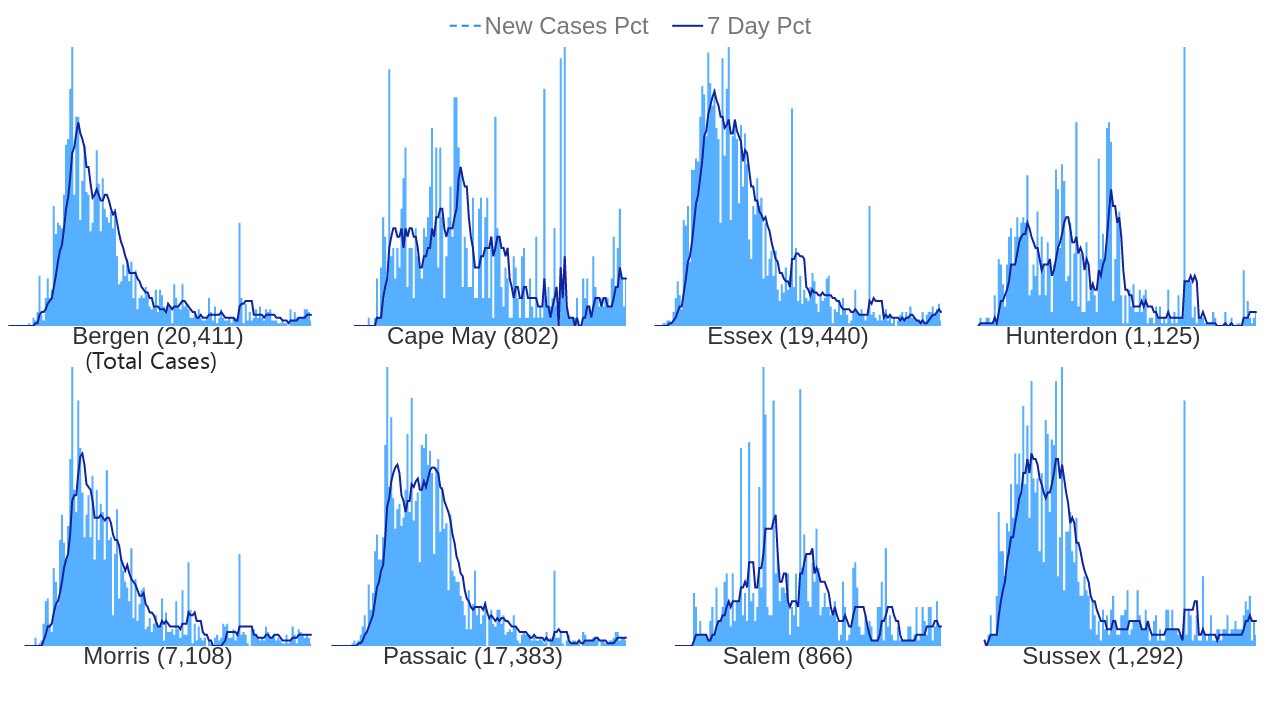 New Cases Pct 7 Day Pct
Bergen (20,411)
(Total Cases)
Cape May (802)
Essex (19,440)
Hunterdon (1,125)
Morris (7,108)
Passaic (17,383)
Salem (866)
Sussex (1,292)